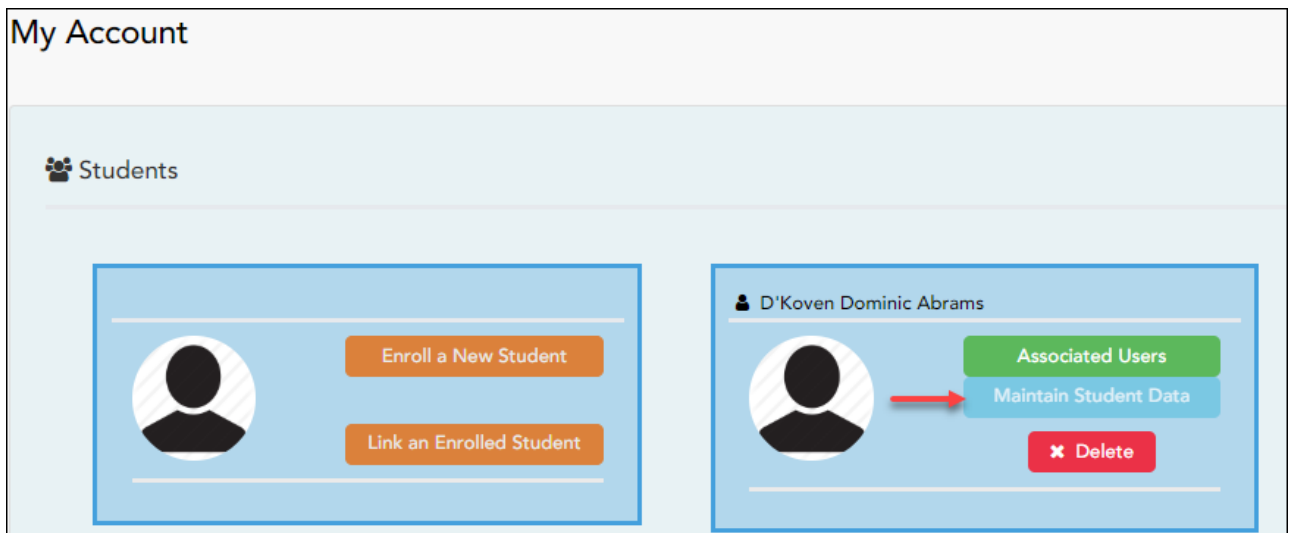 My Account
Students
Enroll a New Student
Link an Enrolled Student
D'Koven Dominic Abrams
Associated Users
Maintain Student Data
Delete